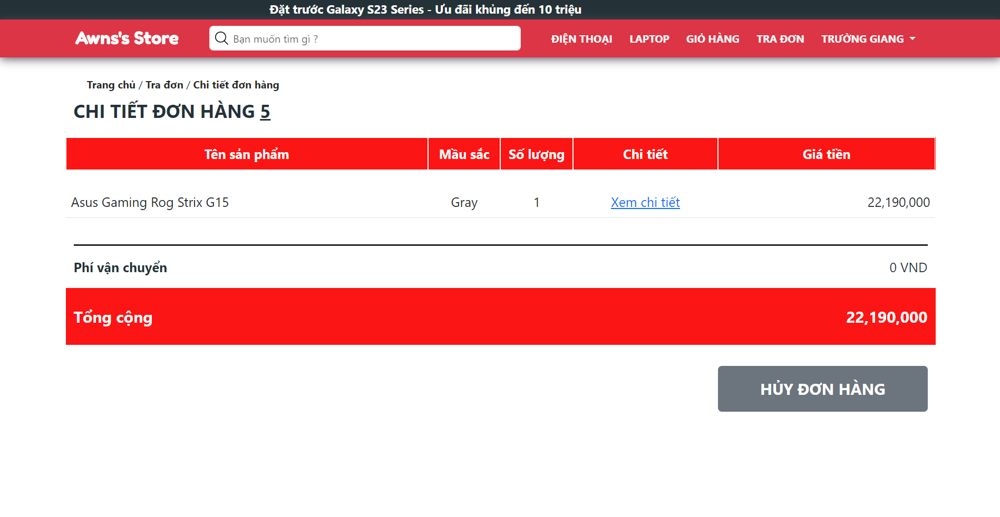 Đặt trước Galaxy S23 Series - Ưu đãi khủng đến 10 triệu
Awns's Store Bạn muốn tìm gì ? ĐIỆN THOẠI LAPTOP GIỎ HÀNG TRA ĐƠN TRƯỜNG GIANG
Trang chủ / Tra đơn / Chi tiết đơn hàng
CHI TIẾT ĐƠN HÀNG 5
Tên sản phẩm Mầu sắc Số lượng Chi tiết Giá tiền
Asus Gaming Rog Strix G15 Gray 1 Xem chi tiết 22,190,000
Phí vận chuyển 0 VND
Tổng cộng 22,190,000
HỦY ĐƠN HÀNG